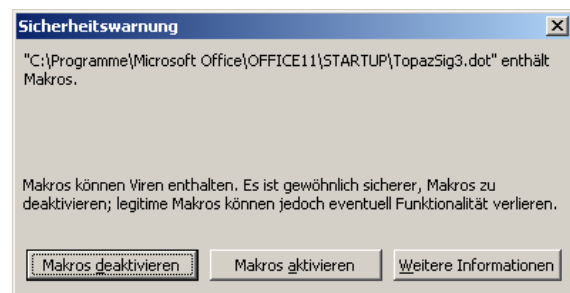 Sicherheitswarnung
"C:\Programme\Microsoft Office\OFFICE11\STARTUP\TopazSig3.dot" enthält
Makros.
Makros können Viren enthalten. Es ist gewöhnlich sicherer, Makros zu
deaktivieren; legitime Makros können jedoch eventuell Funktionalität verlieren.
Makros deaktivieren Makros aktivieren Weitere Informationen